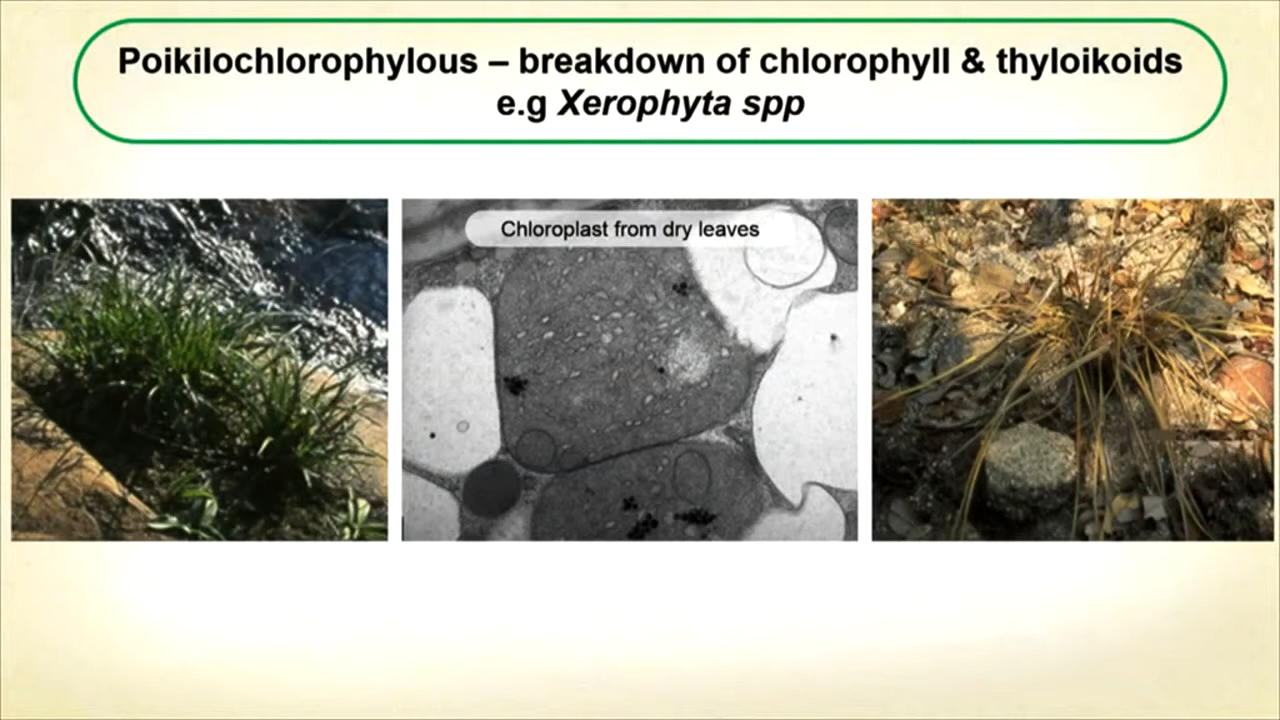 Poikilochlorophylous – breakdown of chlorophyll & thyloikoids
e.g Xerophyta spp
Chloroplast from dry leaves